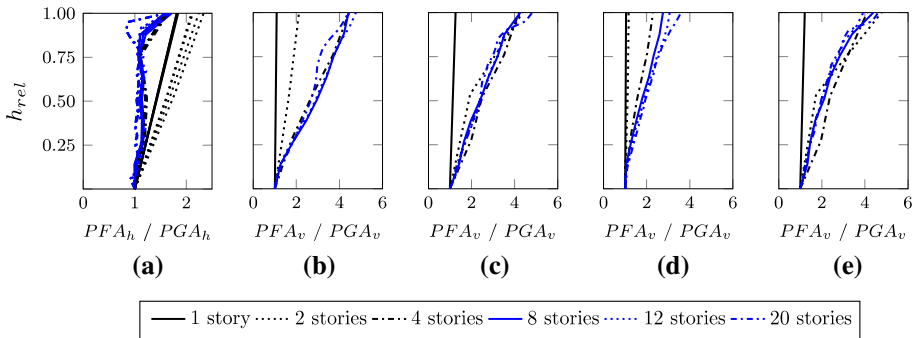 1.00
0.75
0.50
0.25
h_rel
0 1 2
0 2 4 6
0 2 4 6
0 2 4 6
0 2 4 6
PFA_h / PGA_h
PFA_v / PGA_v
PFA_v / PGA_v
PFA_v / PGA_v
PFA_v / PGA_v
(a)
(b)
(c)
(d)
(e)
1 story 2 stories 4 stories 8 stories 12 stories 20 stories